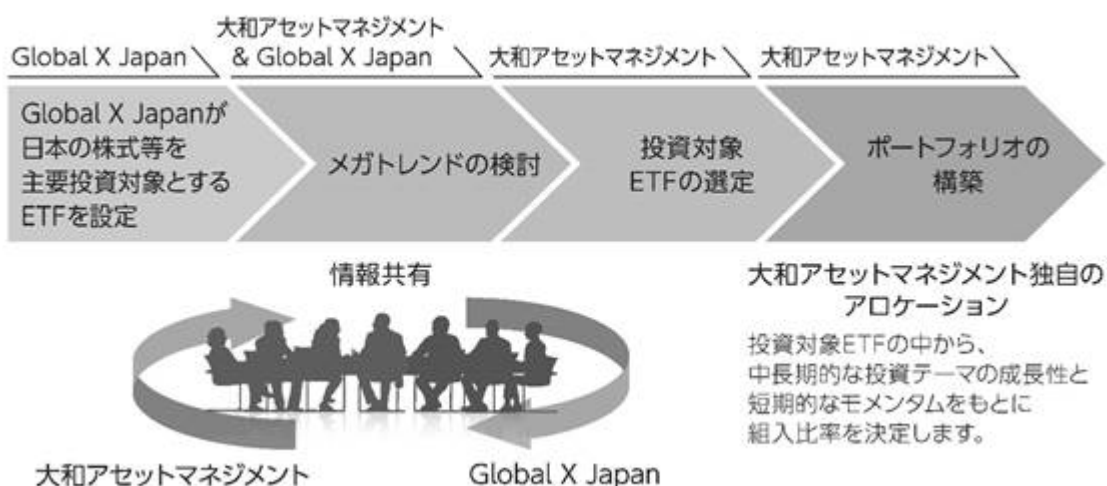 Global X Japan
大和アセットマネジメント
& Global X Japan
大和アセットマネジメント
大和アセットマネジメント
Global X Japanが
日本の株式等を
主要投資対象とする
ETFを設定
メガトレンドの検討
投資対象
ETFの選定
ポートフォリオの
構築
情報共有
大和アセットマネジメント
Global X Japan
大和アセットマネジメント独自の
アロケーション
投資対象ETFの中から、
中長期的な投資テーマの成長性と
短期的なモメンタムをもとに
組入比率を決定します。